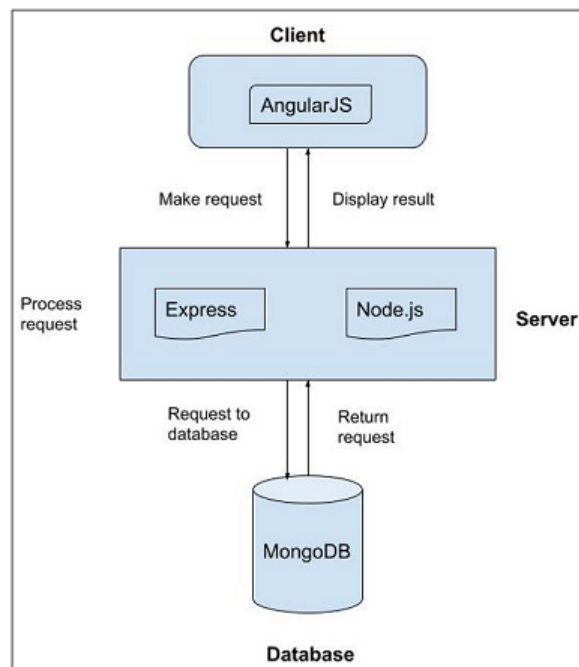 Client
AngularJS
Make request
Display result
Express
Node.js
Process
request
Server
Request to
database
Return
request
MongoDB
Database